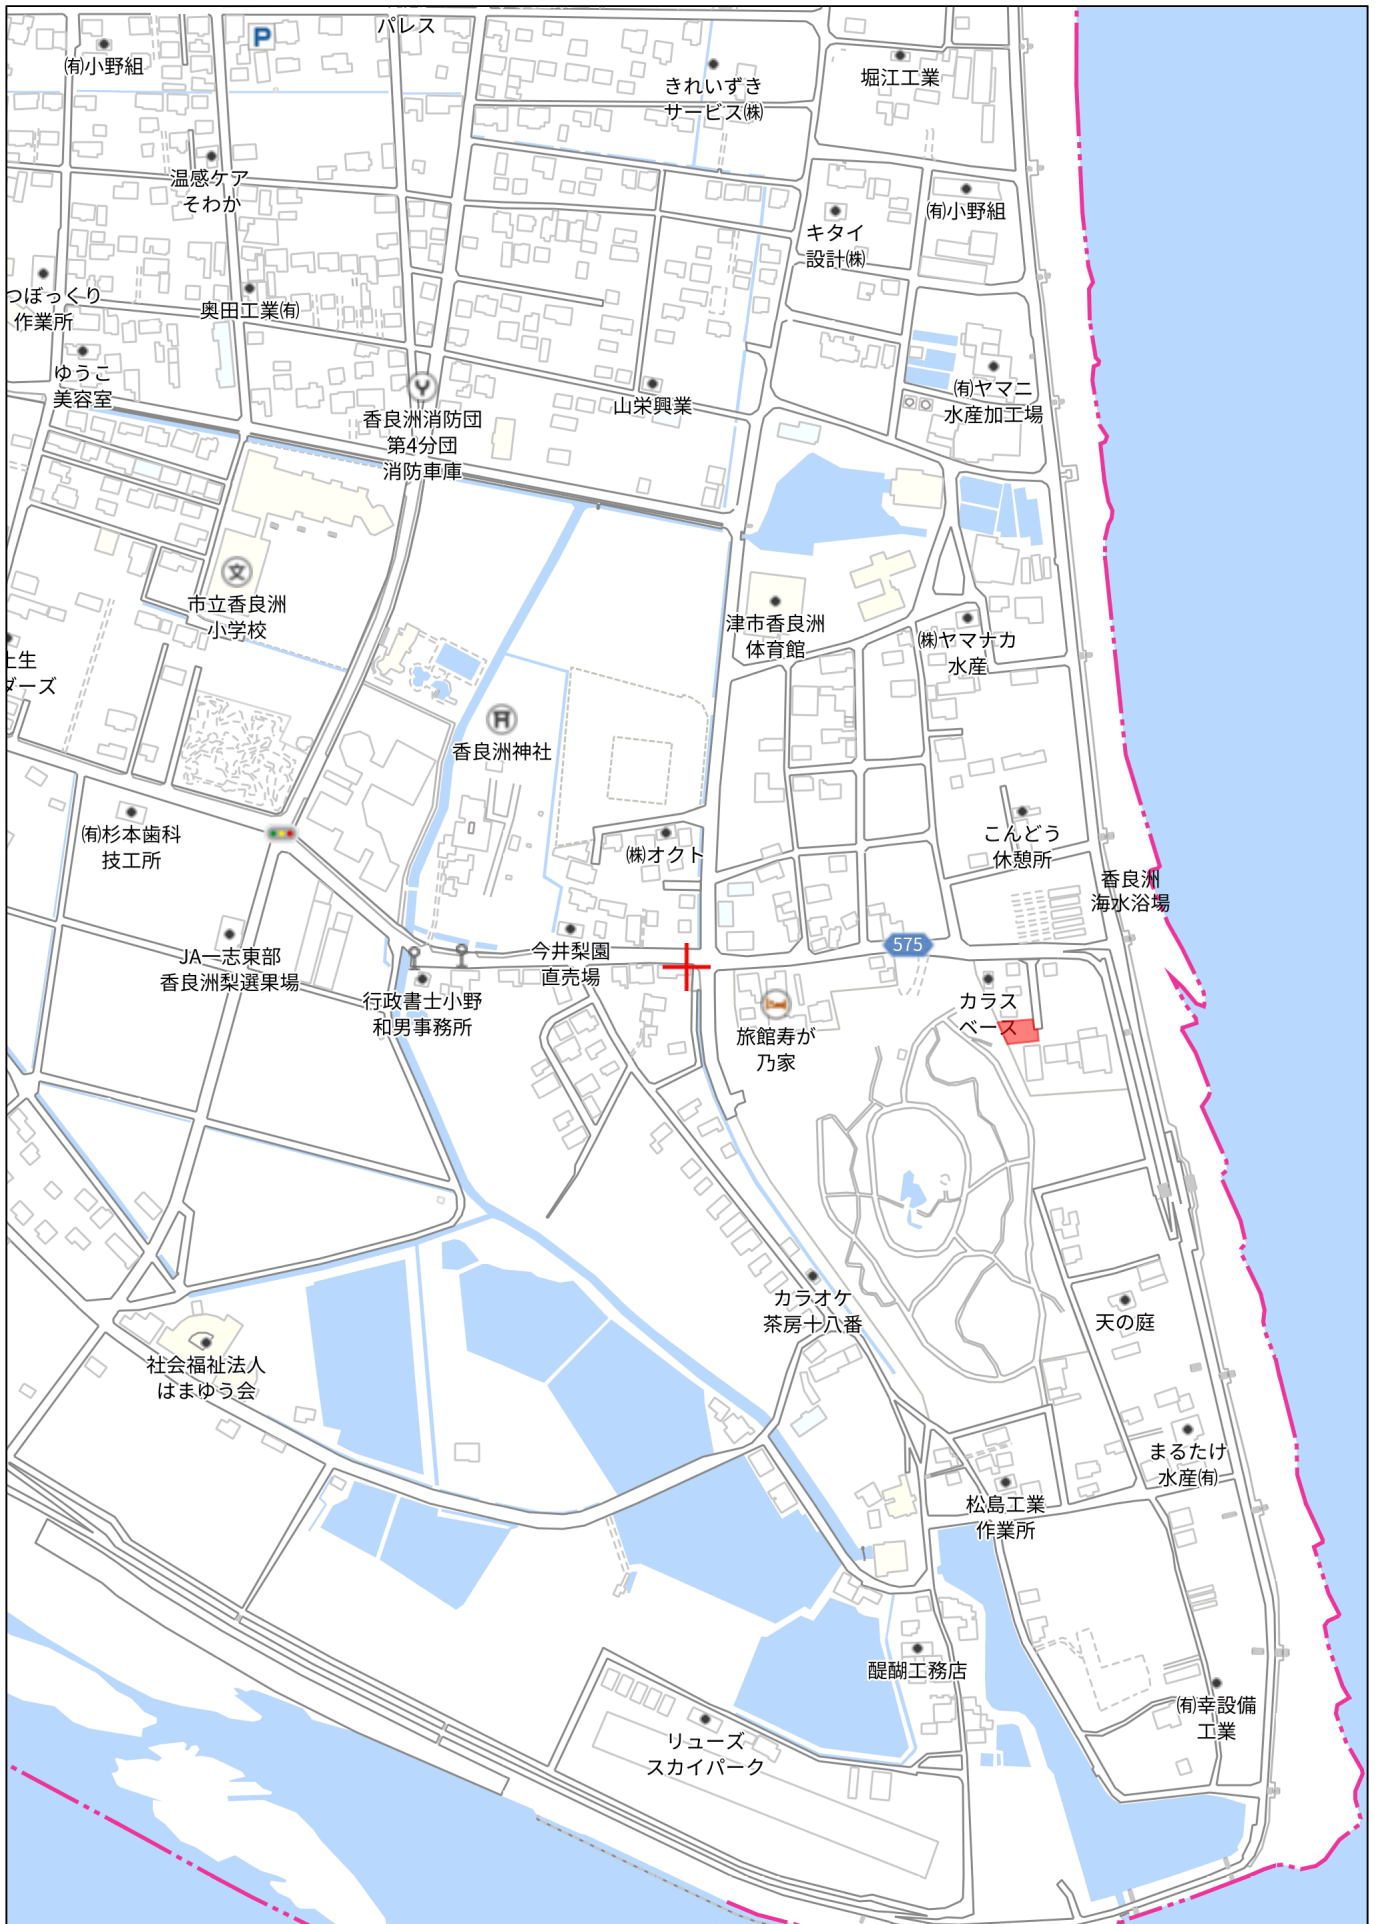 パレス
P
㈲小野組
きれいずき
サービス㈱
堀江工業
温感ケア
そわか
㈲小野組
キタイ
設計㈱
つぼっくり
作業所
奥田工業㈲
ゆうこ
美容室
香良洲消防団
第4分団
消防車庫
山栄興業
㈲ヤマニ
水産加工場
文
市立香良洲
小学校
津市香良洲
体育館
㈱ヤマナカ
水産
土生
ダーズ
香良洲神社
㈲杉本歯科
技工所
㈱オクト
こんどう
休憩所
香良洲
海水浴場
JA一志東部
香良洲梨選果場
今井梨園
直売場
575
行政書士小野
和男事務所
旅館寿が
乃家
カラス
ベース
カラオケ
茶房十八番
天の庭
社会福祉法人
はまゆう会
まるたけ
水産㈲
松島工業
作業所
醍醐工務店
㈲幸設備
工業
リューズ
スカイパーク